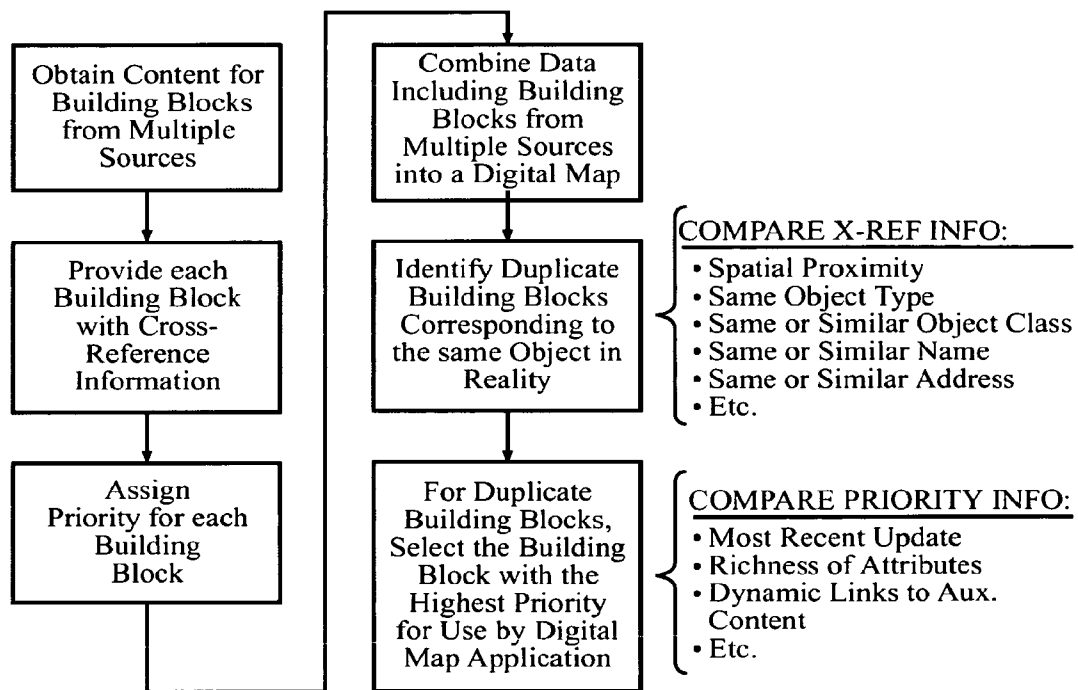 Obtain Content for
Building Blocks
from Multiple
Sources
Provide each
Building Block
with Cross-
Reference
Information
Assign
Priority for each
Building
Block
Combine Data
Including Building
Blocks from
Multiple Sources
into a Digital Map
Identify Duplicate
Building Blocks
Corresponding to
the same Object in
Reality
COMPARE X-REF INFO:
• Spatial Proximity
• Same Object Type
• Same or Similar Object Class
• Same or Similar Name
• Same or Similar Address
• Etc.
For Duplicate
Building Blocks,
Select the Building
Block with the
Highest Priority
for Use by Digital
Map Application
COMPARE PRIORITY INFO:
• Most Recent Update
• Richness of Attributes
• Dynamic Links to Aux.
Content
• Etc.